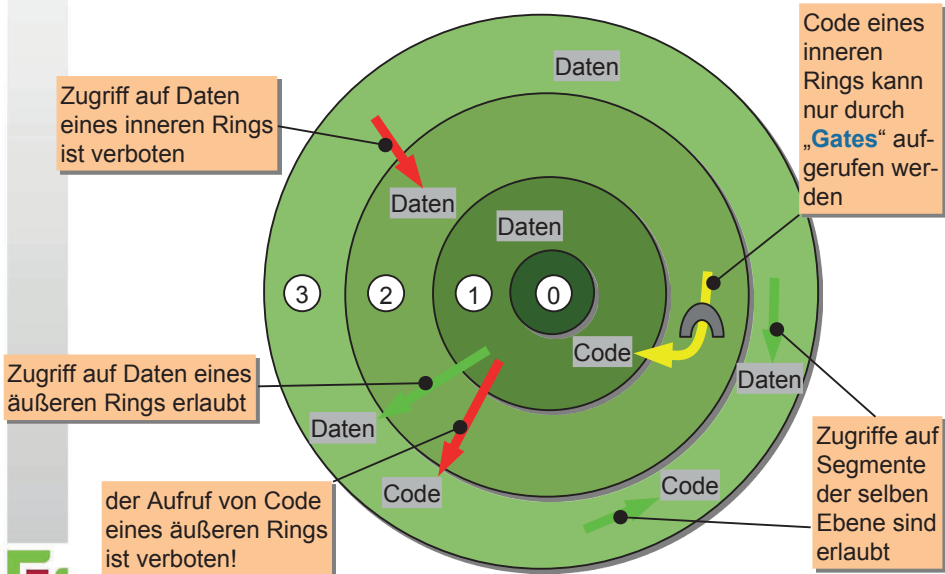 Code eines
inneren
Rings kann
nur durch
„Gates“ auf-
gerufen wer-
den
Daten
Zugriff auf Daten
eines inneren Rings
ist verboten
Daten
Daten
3
2
1
0
Code
Zugriff auf Daten eines
äußeren Rings erlaubt
Daten
Daten
Code
Code
der Aufruf von Code
eines äußeren Rings
ist verboten!
Zugriffe auf
Segmente
der selben
Ebene sind
erlaubt